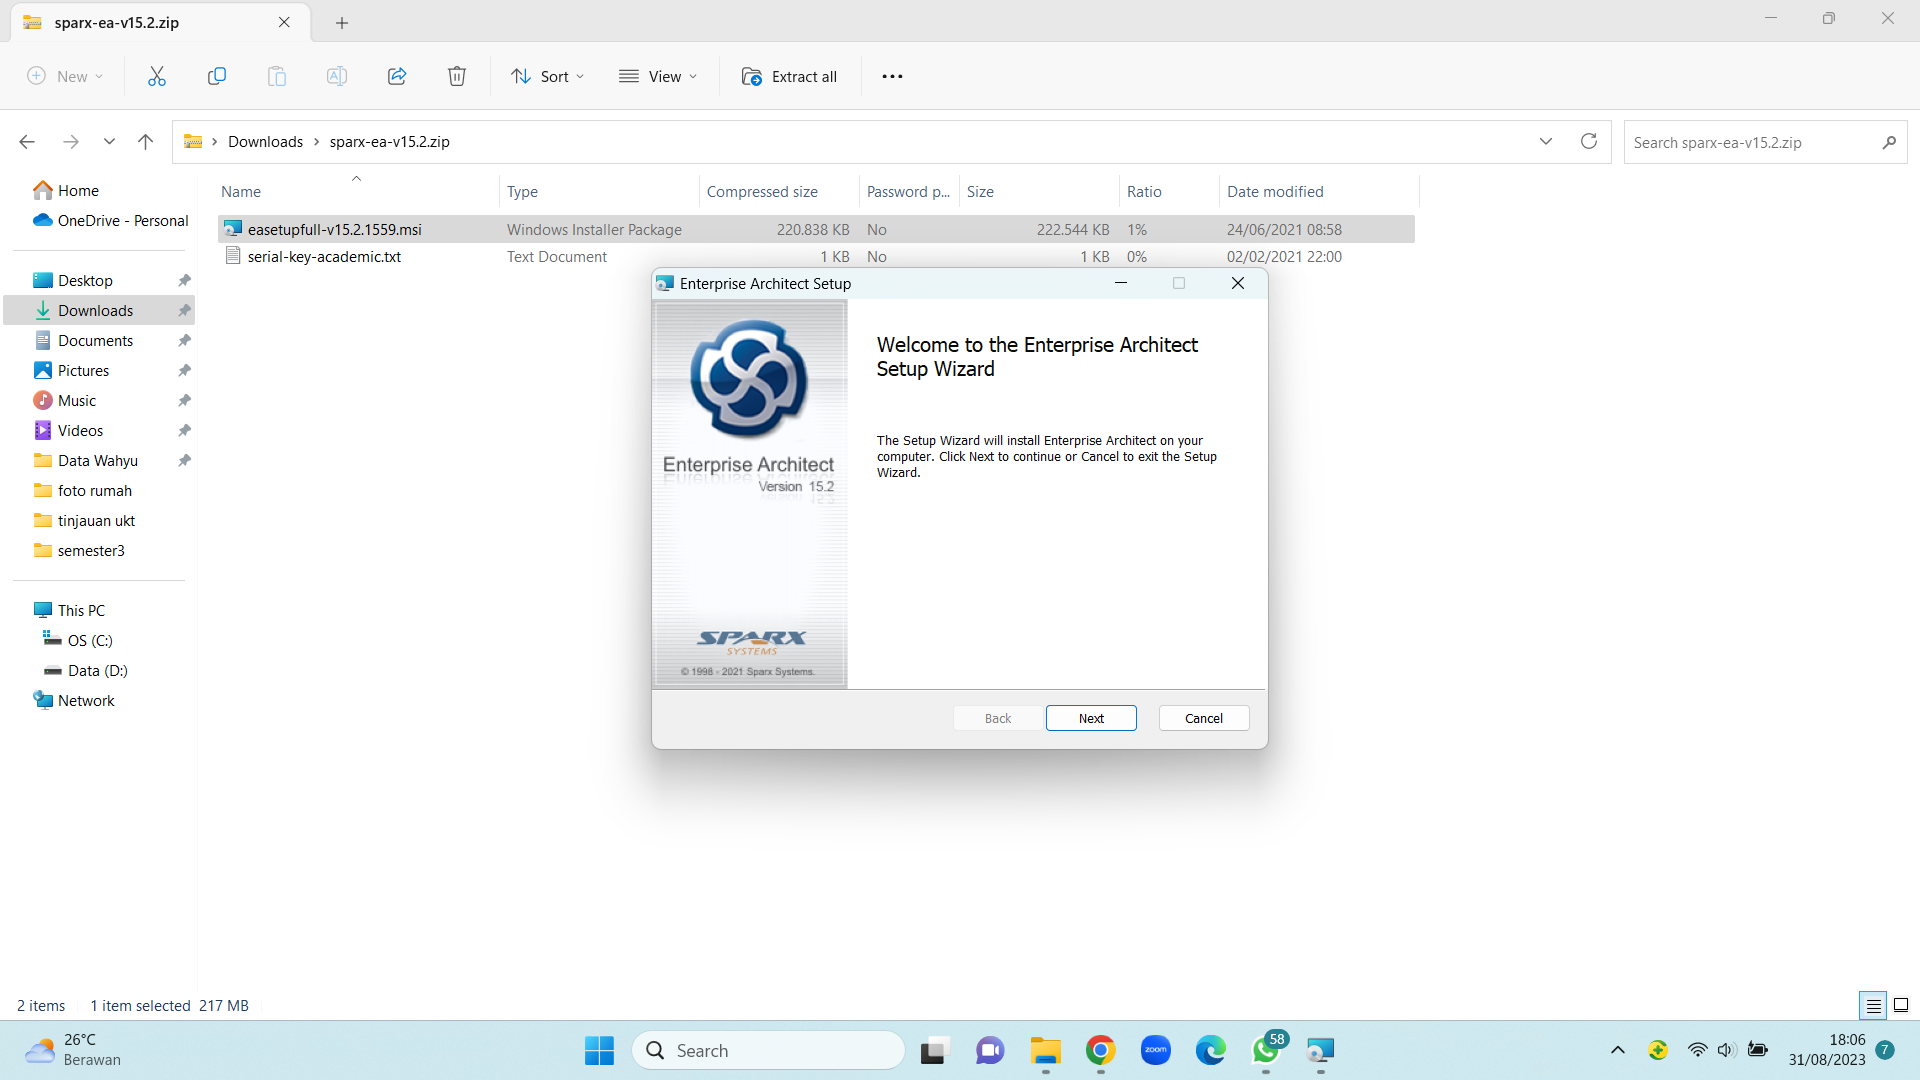 sparx-ea-v15.2.zip
New
Sort
View
Extract all
Downloads
sparx-ea-v15.2.zip
Search sparx-ea-v15.2.zip
Name
Type
Compressed size
Password p...
Size
Ratio
Date modified
easetupfull-v15.2.1559.msi
Windows Installer Package
220.838 KB
No
222.544 KB
1%
24/06/2021 08:58
serial-key-academic.txt
Text Document
1 KB
No
1 KB
0%
02/02/2021 22:00
Home
OneDrive - Personal
Desktop
Downloads
Documents
Pictures
Music
Videos
Data Wahyu
foto rumah
tinjauan ukt
semester3
This PC
OS (C:)
Data (D:)
Network
Enterprise Architect Setup
Enterprise Architect
Version 15.2
SPARX
SYSTEMS
© 1998 - 2021 Sparx Systems.
Welcome to the Enterprise Architect
Setup Wizard
The Setup Wizard will install Enterprise Architect on your
computer. Click Next to continue or Cancel to exit the Setup
Wizard.
Back
Next
Cancel
2 items
1 item selected 217 MB
26°C
Berawan
Search
zoom
58
18:06
31/08/2023
7